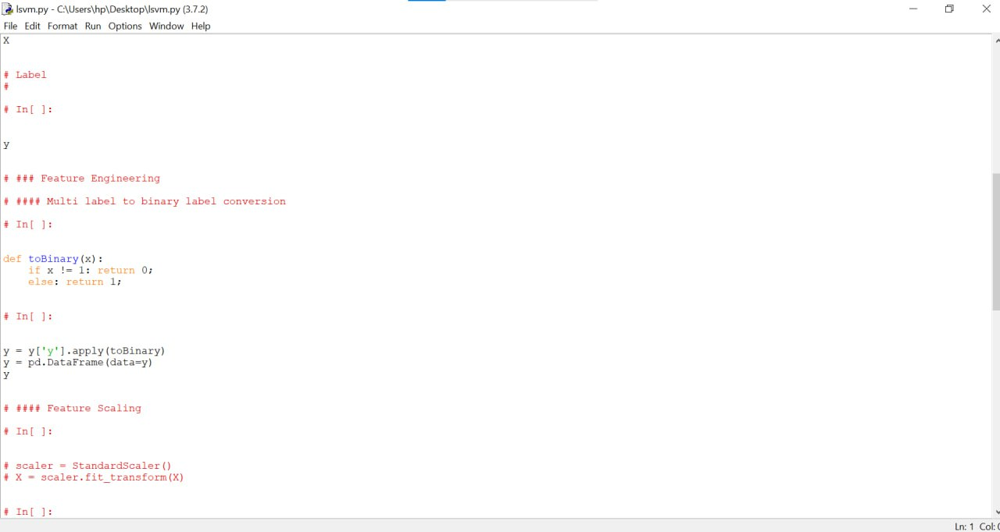 lsvm.py - C:\Users\hp\Desktop\lsvm.py (3.7.2)
File Edit Format Run Options Window Help
X
# Label
#
# In[ ]:
y
# ### Feature Engineering
# #### Multi label to binary label conversion
# In[ ]:
def toBinary(x):
    if x != 1: return 0;
    else: return 1;
# In[ ]:
y = y['y'].apply(toBinary)
y = pd.DataFrame(data=y)
y
# #### Feature Scaling
# In[ ]:
# scaler = StandardScaler()
# X = scaler.fit_transform(X)
# In[ ]:
Ln: 1 Col: